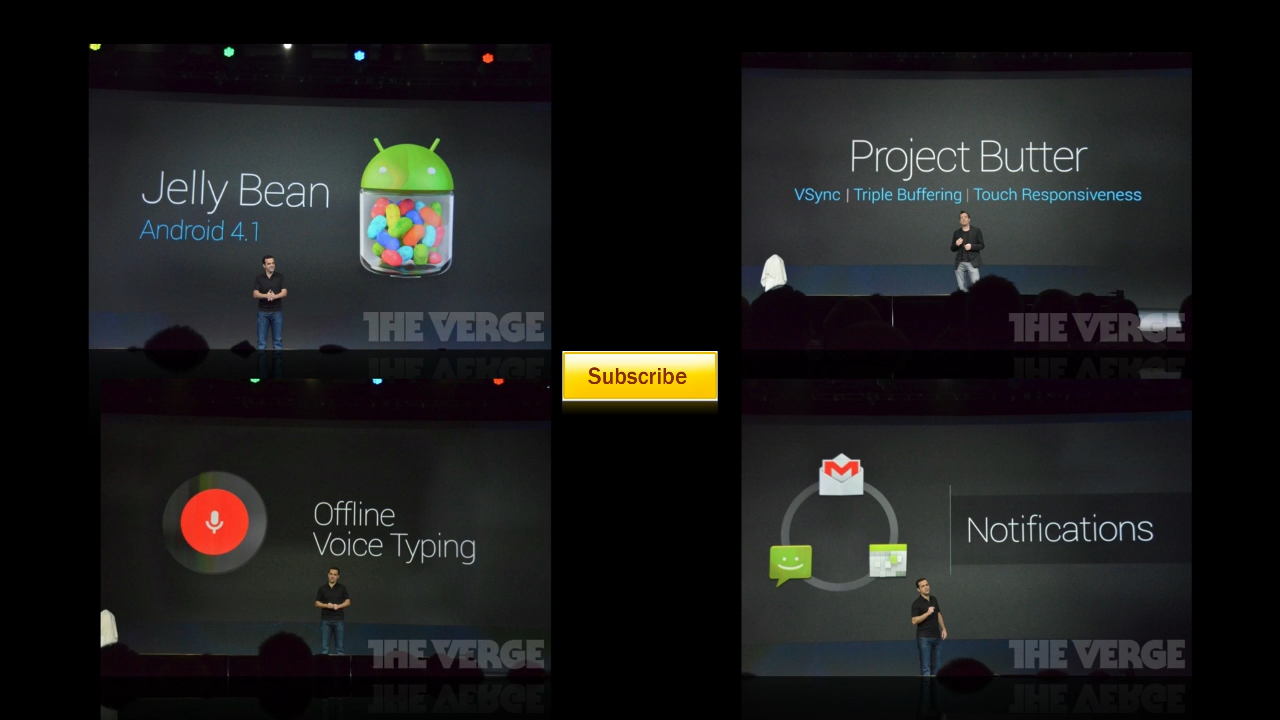 Jelly Bean
Android 4.1
THE VERGE
Project Butter
VSync | Triple Buffering | Touch Responsiveness
THE VERGE
Subscribe
Offline
Voice Typing
THE VERGE
Notifications
THE VERGE